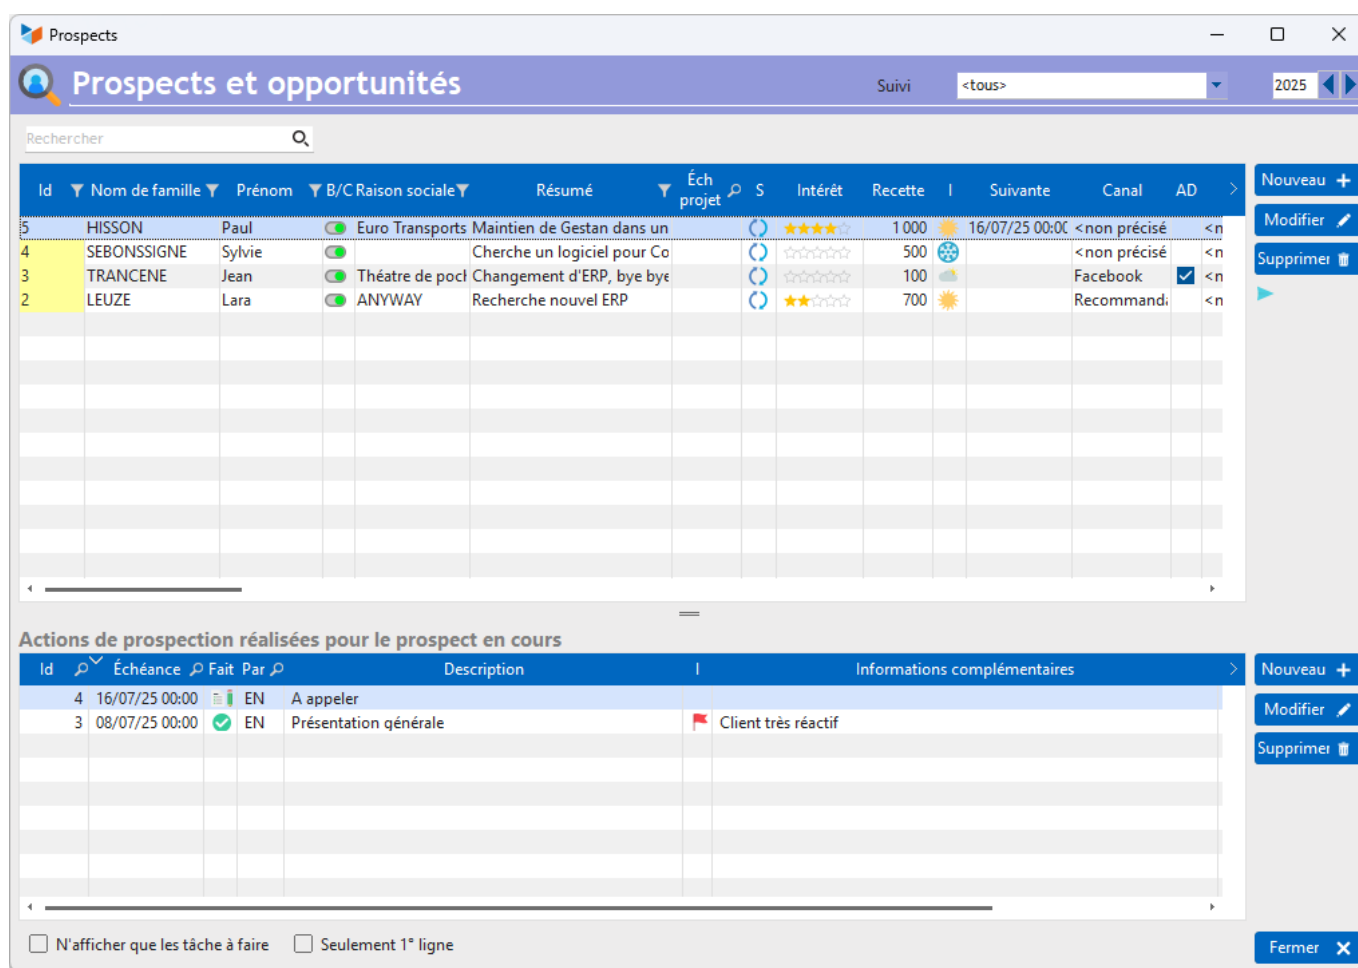 Prospects
Prospects et opportunités
Suivi <tous> 2025
Rechercher
Id Nom de famille Prénom B/C Raison sociale Résumé Éch projet S Intérêt Recette I Suivante Canal AD
5 HISSON Paul Euro Transports Maintien de Gestan dans un 1 000 16/07/25 00:00 <non précisé <n
4 SEBONSSIGNE Sylvie Cherche un logiciel pour Co 500 <non précisé <n
3 TRANCENE Jean Théatre de pocl Changement d'ERP, bye bye 100 Facebook <n
2 LEUZE Lara ANYWAY Recherche nouvel ERP 700 Recommanda <n
Nouveau
Modifier
Supprimer
Actions de prospection réalisées pour le prospect en cours
Id Échéance Fait Par Description I Informations complémentaires
4 16/07/25 00:00 EN A appeler
3 08/07/25 00:00 EN Présentation générale Client très réactif
Nouveau
Modifier
Supprimer
N'afficher que les tâche à faire Seulement 1° ligne
Fermer